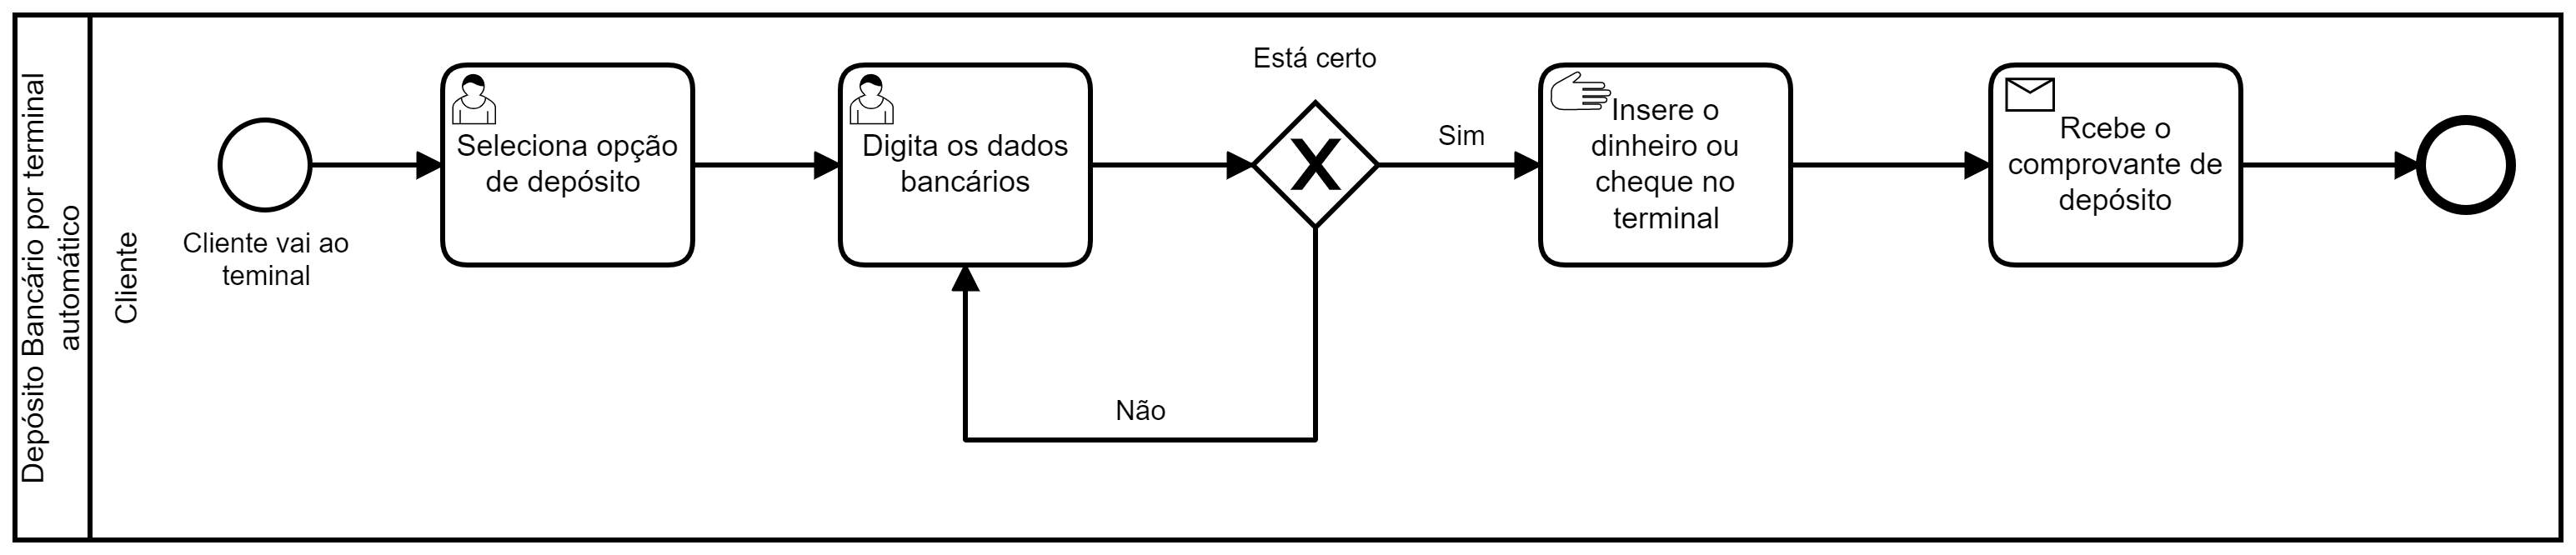 Depósito Bancário por terminal
automático
Cliente
Cliente vai ao
teminal
Seleciona opção
de depósito
Digita os dados
bancários
Está certo
Sim
Não
Insere o
dinheiro ou
cheque no
terminal
Rcebe o
comprovante de
depósito